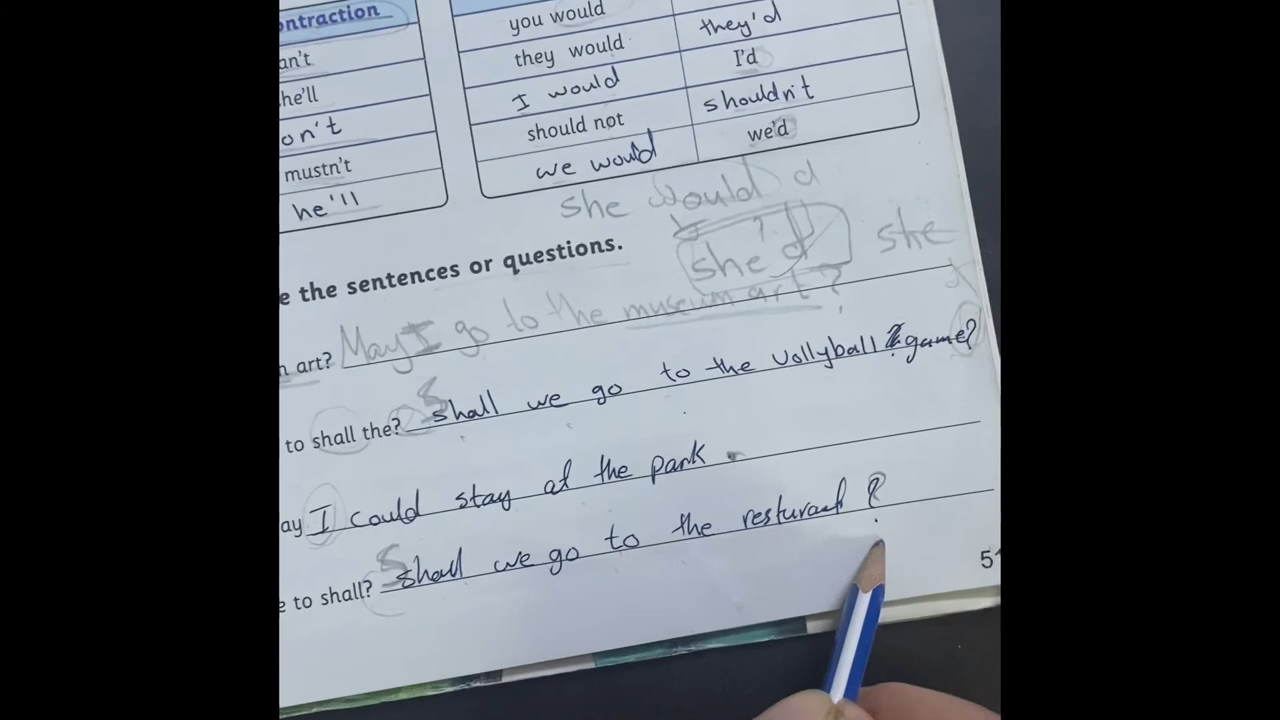 ontraction
an't
he'll
on't
mustn't
he'll
you would
they would they'd
I would I'd
should not shouldn't
we would we'd
she would d
she'd she
e the sentences or questions.
art? May I go to the museum art?
to shall the? shall we go to the vollyball game?
ay I could stay at the park .
e to shall? shall we go to the resturant ?